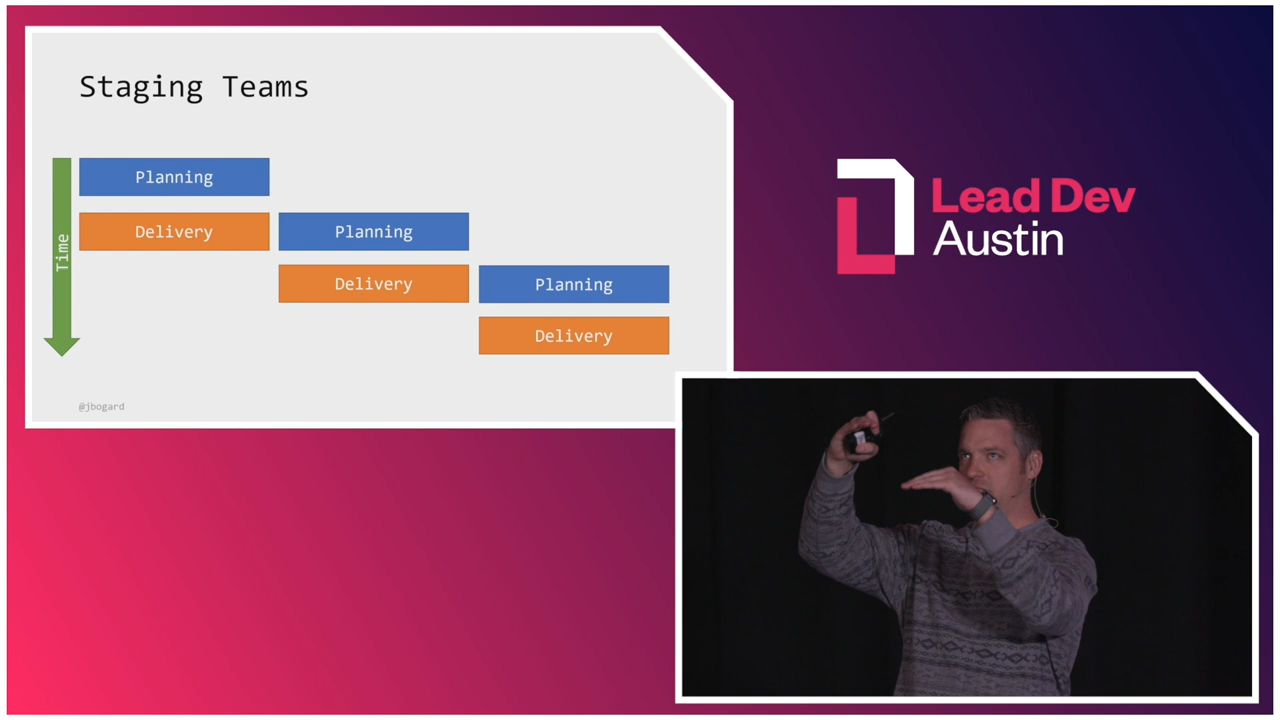 Staging Teams
Time
Planning
Delivery
Planning
Delivery
Planning
Delivery
@jbogard
Lead Dev
Austin